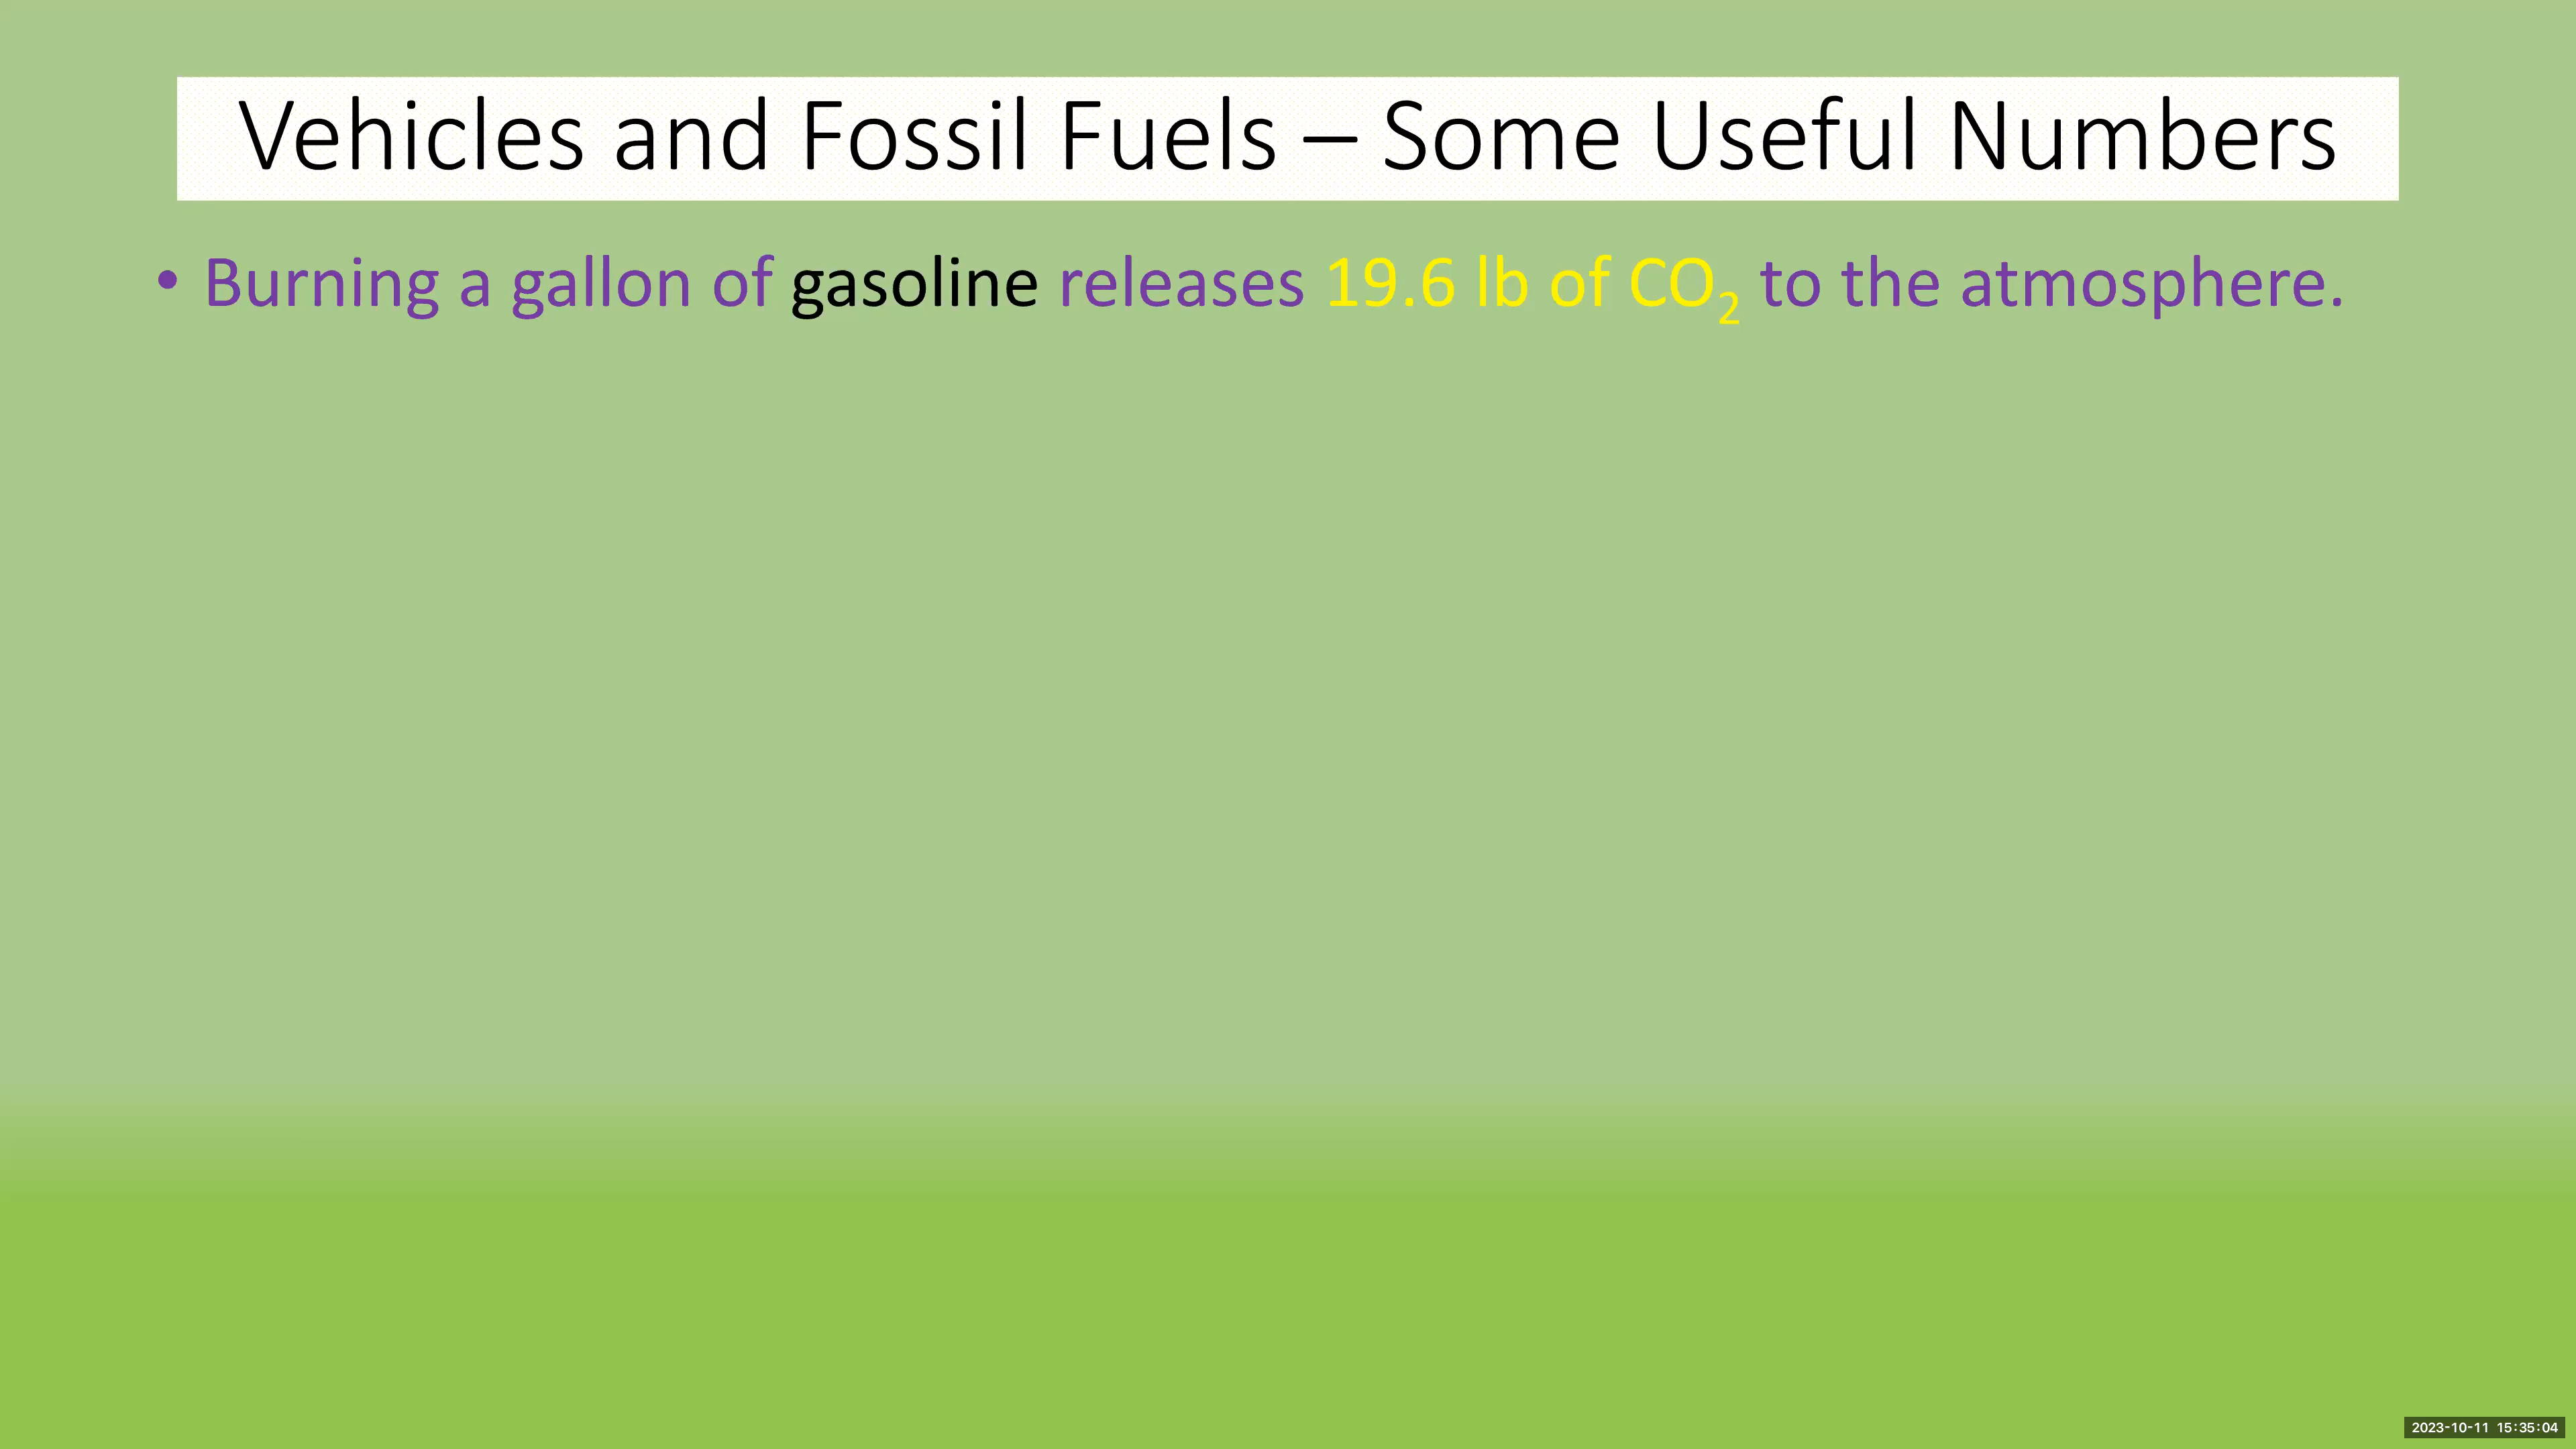 Vehicles and Fossil Fuels – Some Useful Numbers
• Burning a gallon of gasoline releases 19.6 lb of CO₂ to the atmosphere.
2023-10-11 15:35:04